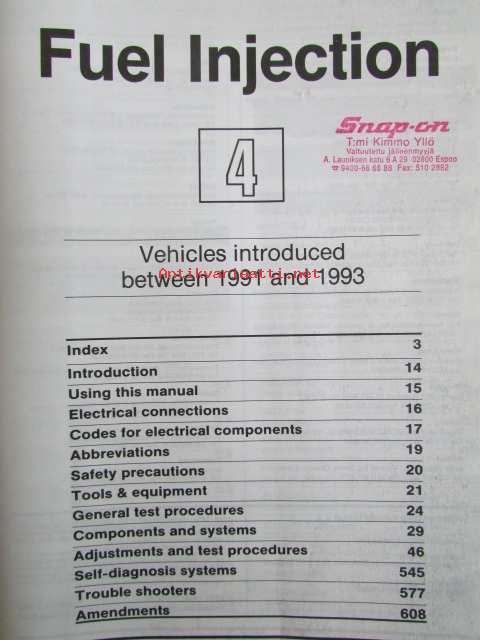 Fuel Injection
4
Snap-on
T:mi Kimmo Yllö
Valtuutettu jälleenmyyjä
A. Launiksen katu 6 A 29 02600 Espoo
☎ 9400-66 66 88 Fax: 510 2862
Vehicles introduced
between 1991 and 1993
Antikvariaatti.net
Index 3
Introduction 14
Using this manual 15
Electrical connections 16
Codes for electrical components 17
Abbreviations 19
Safety precautions 20
Tools & equipment 21
General test procedures 24
Components and systems 29
Adjustments and test procedures 46
Self-diagnosis systems 545
Trouble shooters 577
Amendments 608